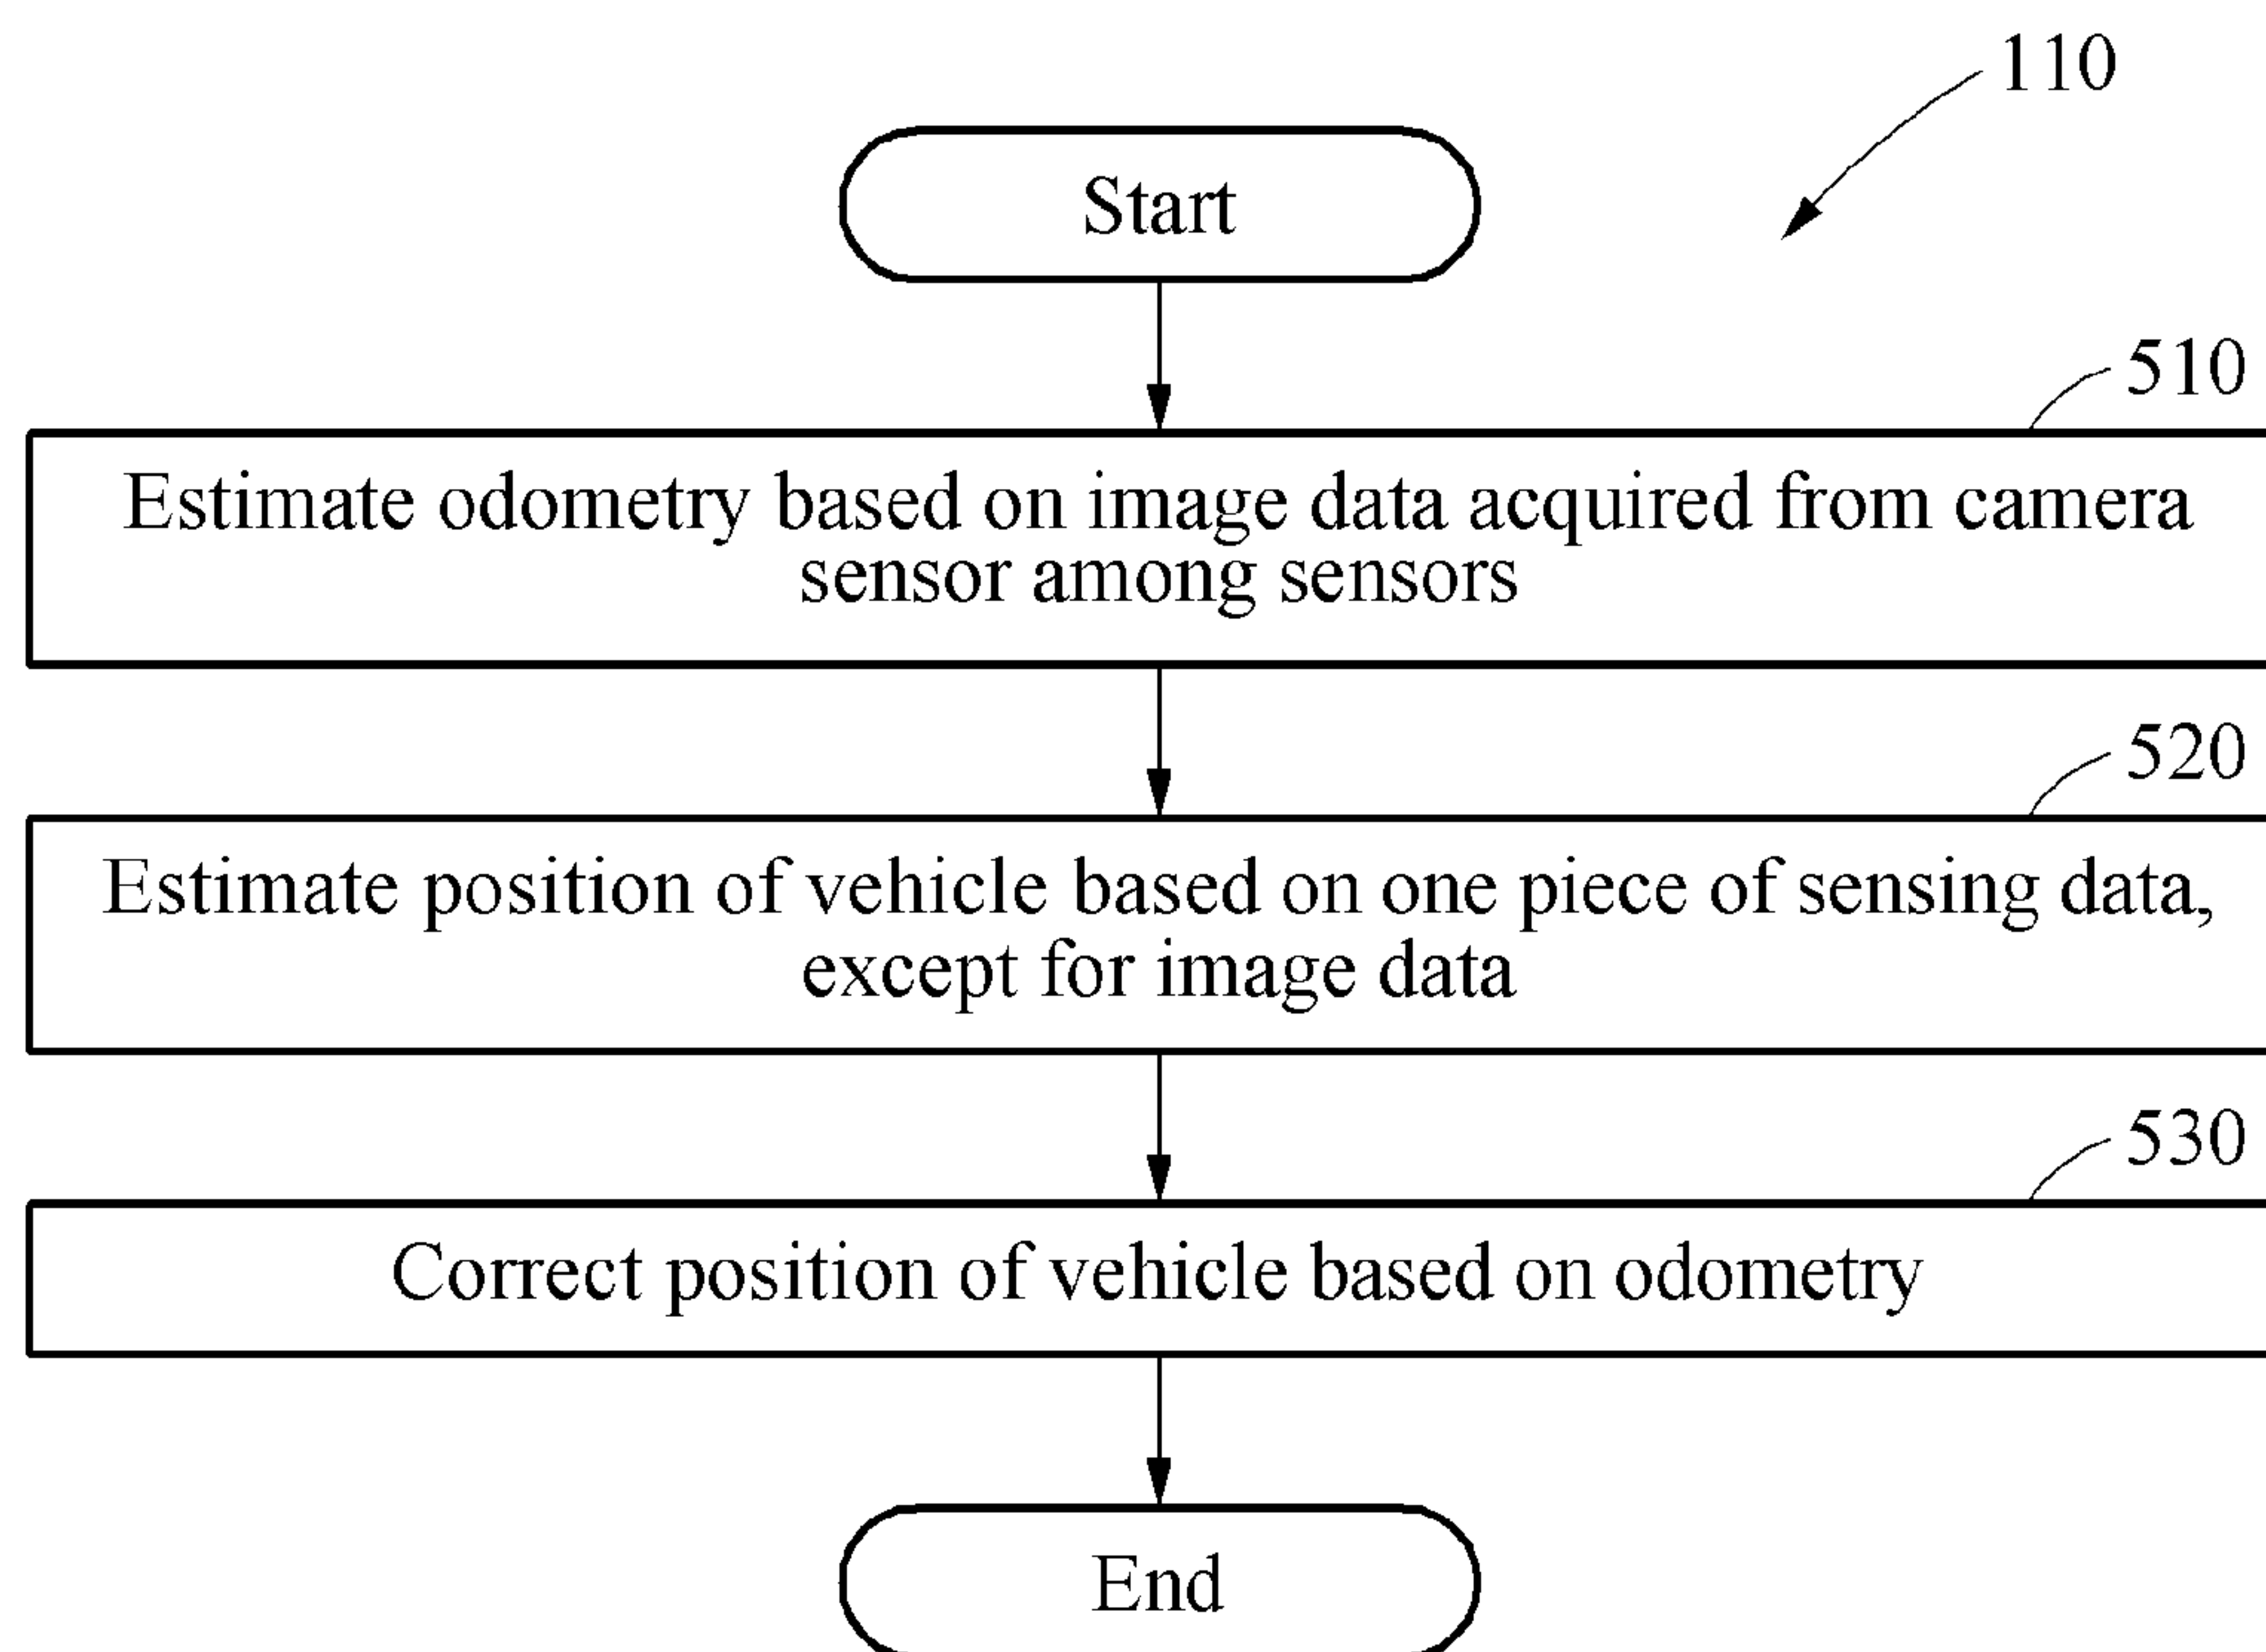 110
Start
510
Estimate odometry based on image data acquired from camera
sensor among sensors
520
Estimate position of vehicle based on one piece of sensing data,
except for image data
530
Correct position of vehicle based on odometry
End